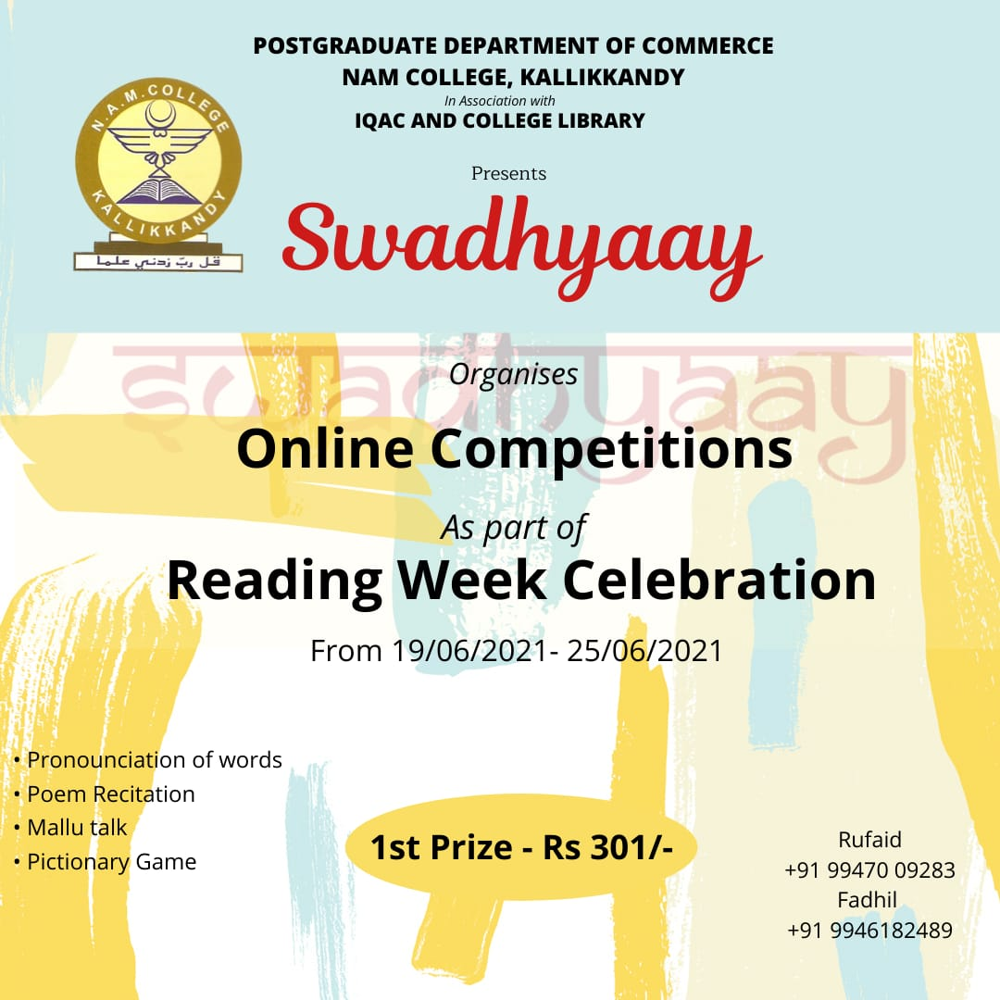 POSTGRADUATE DEPARTMENT OF COMMERCE
NAM COLLEGE, KALLIKKANDY
In Association with
IQAC AND COLLEGE LIBRARY
N.A.M.COLLEGE
KALLIKKANDY
قل ربّ زدني علما
Presents
Swadhyaay
swadhyaay
Organises
Online Competitions
As part of
Reading Week Celebration
From 19/06/2021- 25/06/2021
• Pronounciation of words
• Poem Recitation
• Mallu talk
• Pictionary Game
1st Prize - Rs 301/-
Rufaid
+91 99470 09283
Fadhil
+91 9946182489